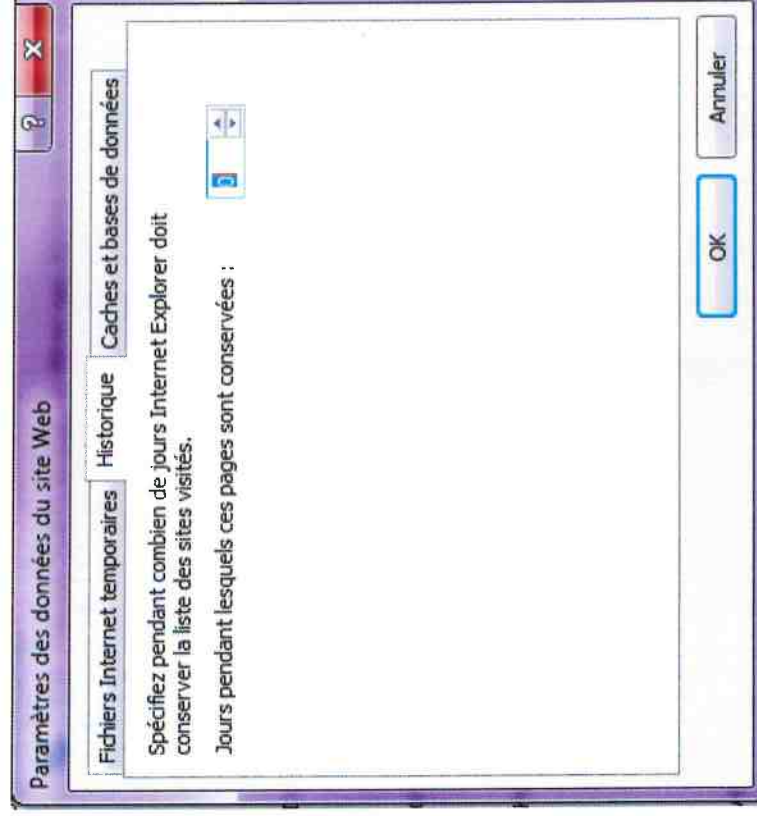 Paramètres des données du site Web
Fichiers Internet temporaires Historique Caches et bases de données
Spécifiez pendant combien de jours Internet Explorer doit
conserver la liste des sites visités.
Jours pendant lesquels ces pages sont conservées : 0
OK Annuler